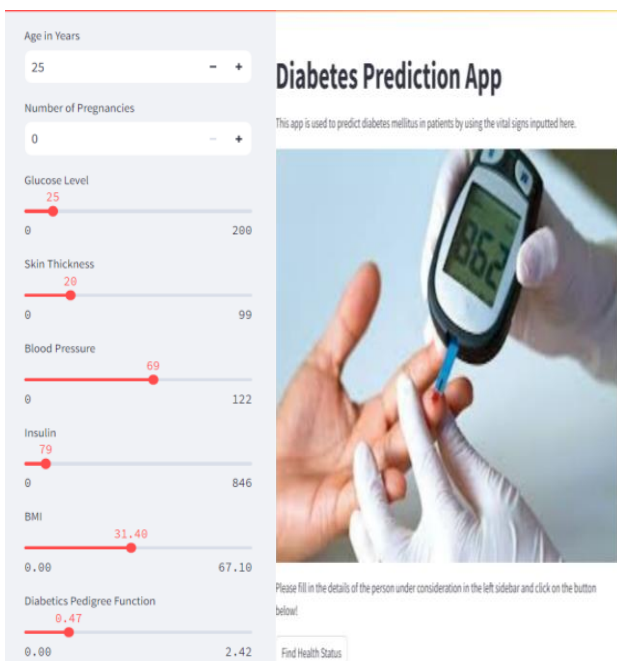 Age in Years
25 - +
Number of Pregnancies
0 - +
Glucose Level
25
0 200
Skin Thickness
20
0 99
Blood Pressure
69
0 122
Insulin
79
0 846
BMI
31.40
0.00 67.10
Diabetics Pedigree Function
0.47
0.00 2.42
Diabetes Prediction App
This app is used to predict diabetes mellitus in patients by using the vital signs inputted here.
862
Please fill in the details of the person under consideration in the left sidebar and click on the button
below!
Find Health Status